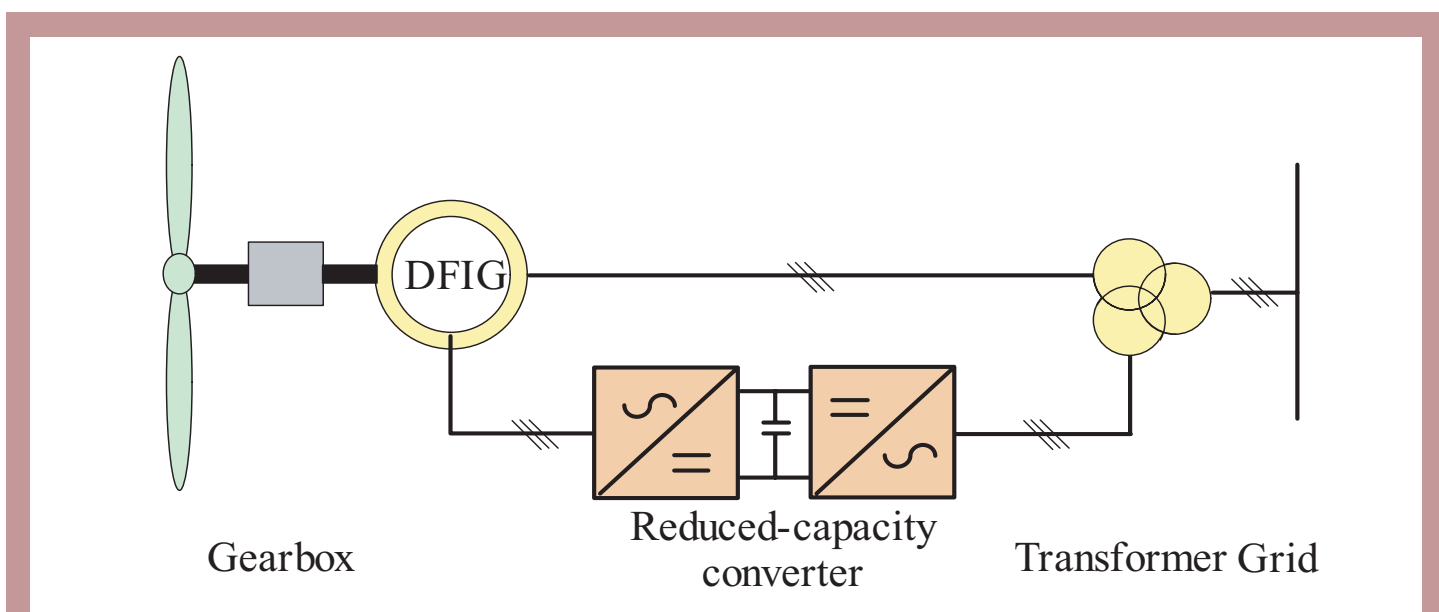 DFIG
Reduced-capacity
converter
Gearbox
Transformer Grid